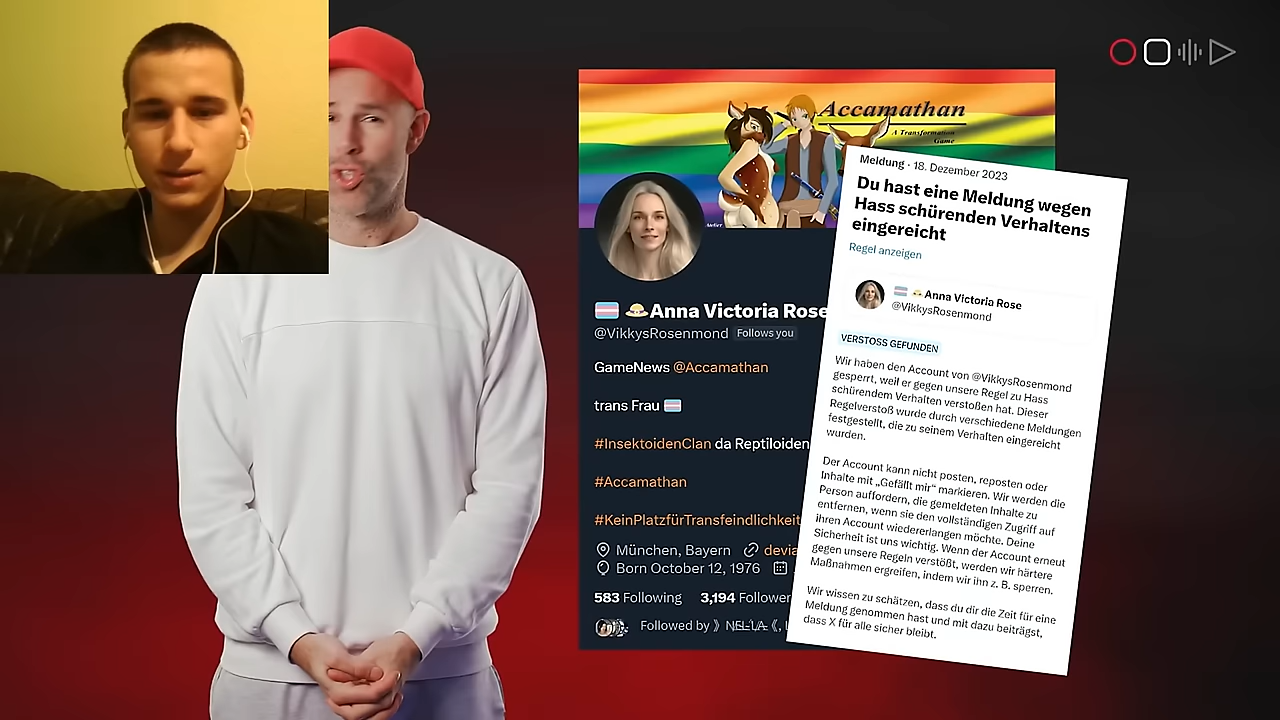 Accamathan
A Transformation
Game
Anna Victoria Rose
@VikkysRosenmond Follows you
GameNews @Accamathan
trans Frau
#InsektoidenClan da Reptiloiden
#Accamathan
#KeinPlatzfürTransfeindlichkeit
München, Bayern devia
Born October 12, 1976
583 Following 3,194 Follower
Followed by 》 NELLA 《,
Meldung · 18. Dezember 2023
Du hast eine Meldung wegen
Hass schürenden Verhaltens
eingereicht
Regel anzeigen
Anna Victoria Rose
@VikkysRosenmond
VERSTOSS GEFUNDEN
Wir haben den Account von @VikkysRosenmond
gesperrt, weil er gegen unsere Regel zu Hass
schürendem Verhalten verstoßen hat. Dieser
Regelverstoß wurde durch verschiedene Meldungen
festgestellt, die zu seinem Verhalten eingereicht
wurden.
Der Account kann nicht posten, reposten oder
Inhalte mit „Gefällt mir“ markieren. Wir werden die
Person auffordern, die gemeldeten Inhalte zu
entfernen, wenn sie den vollständigen Zugriff auf
ihren Account wiedererlangen möchte. Deine
Sicherheit ist uns wichtig. Wenn der Account erneut
gegen unsere Regeln verstößt, werden wir härtere
Maßnahmen ergreifen, indem wir ihn z. B. sperren.
Wir wissen zu schätzen, dass du dir die Zeit für eine
Meldung genommen hast und mit dazu beiträgst,
dass X für alle sicher bleibt.